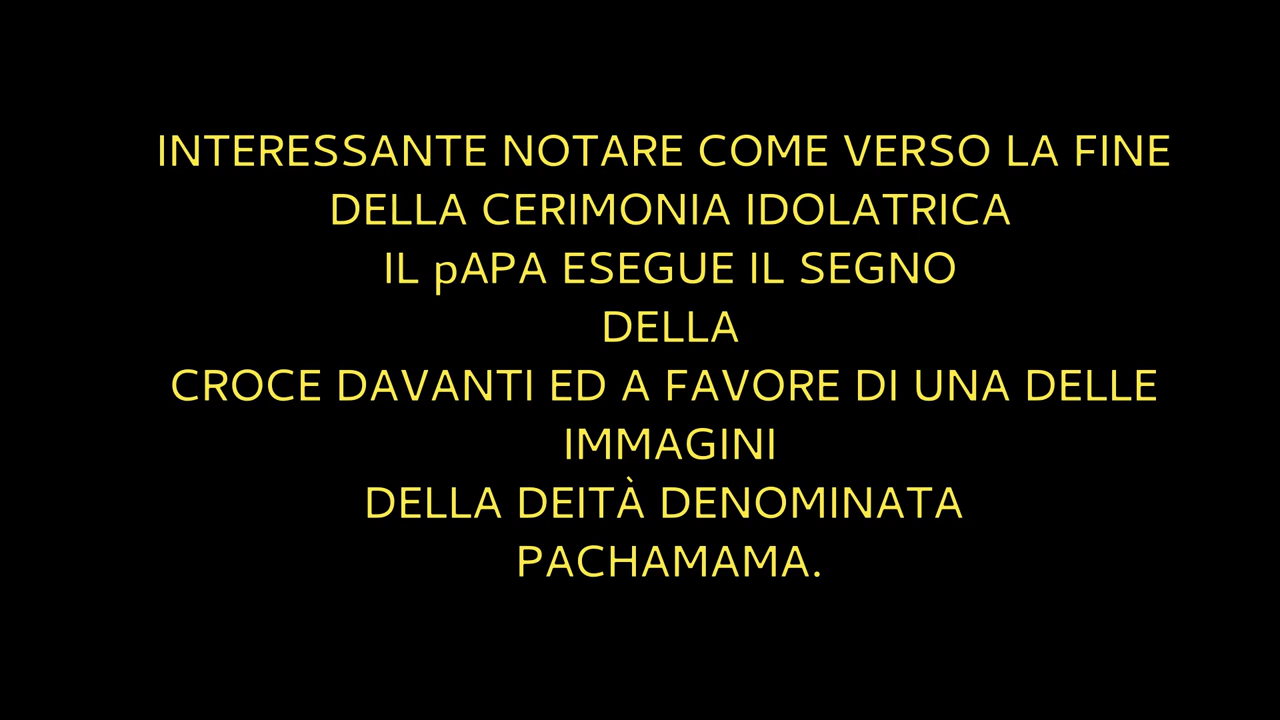 INTERESSANTE NOTARE COME VERSO LA FINE
DELLA CERIMONIA IDOLATRICA
IL pAPA ESEGUE IL SEGNO
DELLA
CROCE DAVANTI ED A FAVORE DI UNA DELLE
IMMAGINI
DELLA DEITÀ DENOMINATA
PACHAMAMA.